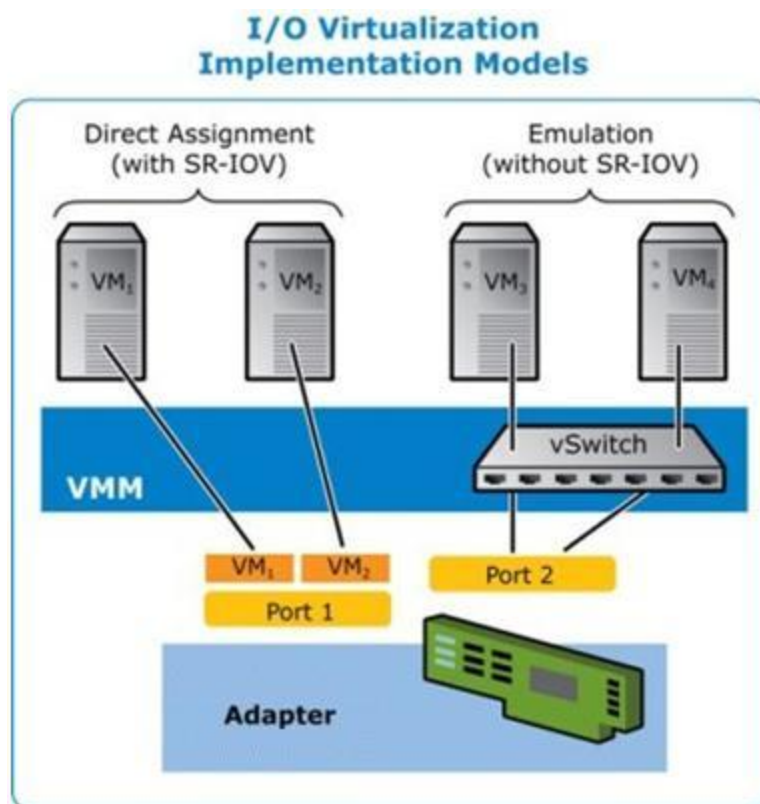 I/O Virtualization
Implementation Models
Direct Assignment
(with SR-IOV)
Emulation
(without SR-IOV)
VM₁
VM₂
VM₃
VM₄
vSwitch
VMM
VM₁
VM₂
Port 2
Port 1
Adapter